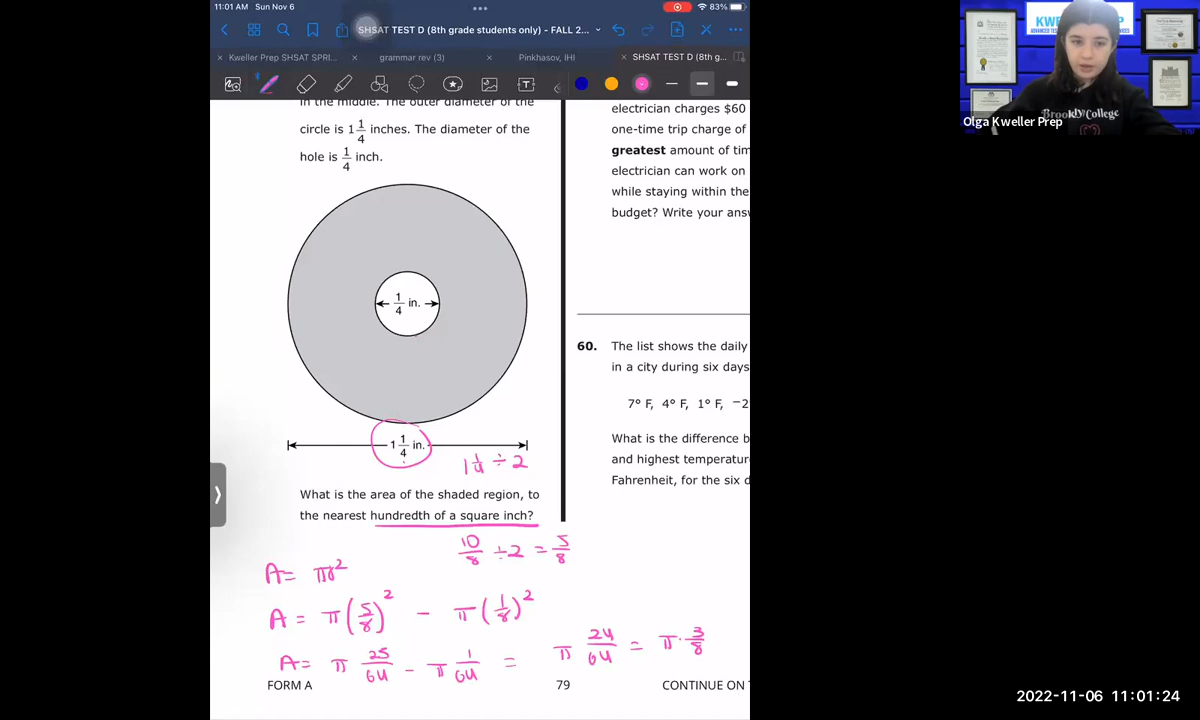 11:01 AM Sun Nov 6
83%
SHSAT TEST D (8th grade students only) - FALL 2...
Kweller Prep SHSAT SPRI...
grammar rev (3)
Pinkhasov, IHI
SHSAT TEST D (8th g...
in the middle. The outer diameter of the
circle is 1 1/4 inches. The diameter of the
hole is 1/4 inch.
1/4 in.
1 1/4 in.
1 1/4 ÷ 2
What is the area of the shaded region, to
the nearest hundredth of a square inch?
10/8 ÷ 2 = 5/8
A = πr²
A = π(5/8)² - π(1/8)²
A = π 25/64 - π 1/64 = π 24/64 = π · 3/8
FORM A
79
CONTINUE ON
electrician charges $60
one-time trip charge of
greatest amount of tim
electrician can work on
while staying within the
budget? Write your answ
60. The list shows the daily
in a city during six days
7° F, 4° F, 1° F, −2
What is the difference b
and highest temperature
Fahrenheit, for the six d
Brooklyn College
Olga Kweller Prep
2022-11-06 11:01:24